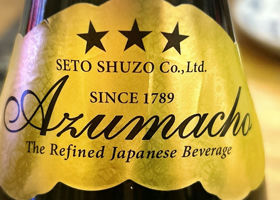 SETO SHUZO Co.,Ltd.
SINCE 1789
Azumacho
The Refined Japanese Beverage